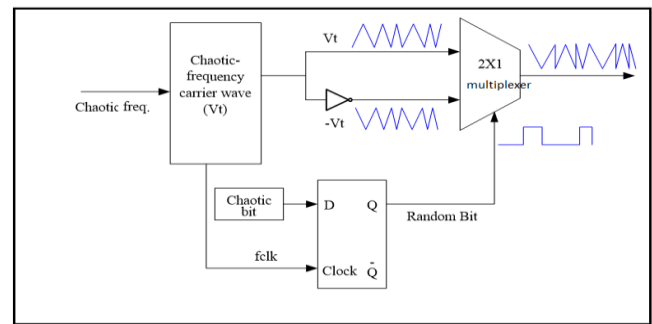 Chaotic freq.
Chaotic-
frequency
carrier wave
(Vt)
Vt
-Vt
2X1
multiplexer
Chaotic
bit
fclk
D Q
Clock Q̄
Random Bit